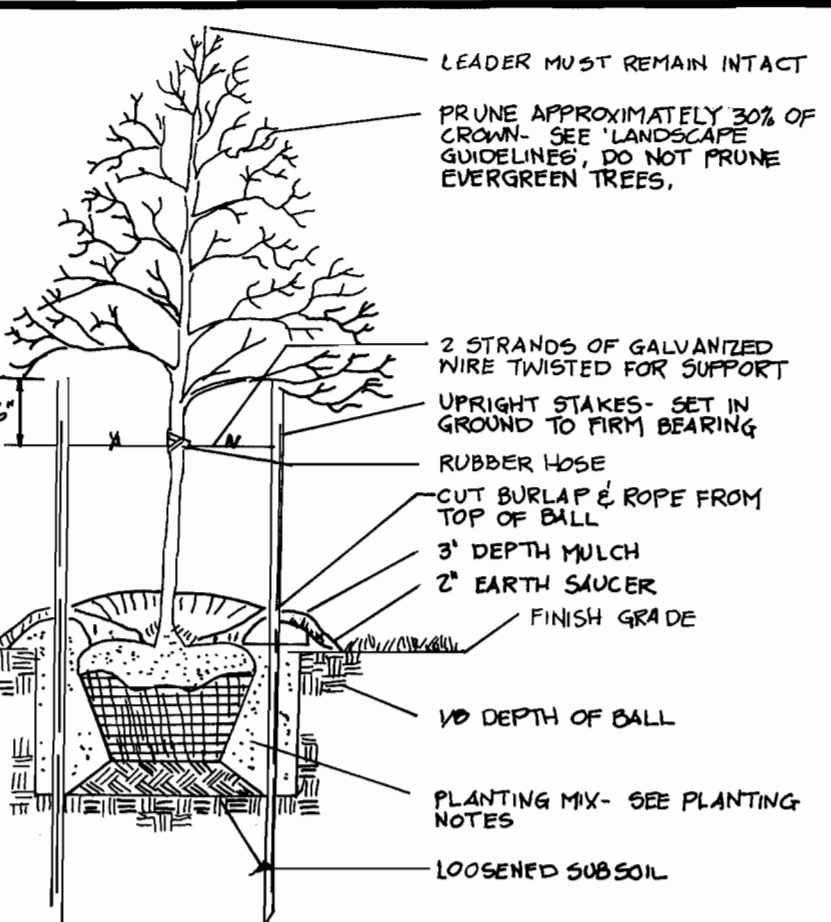 LEADER MUST REMAIN INTACT
PRUNE APPROXIMATELY 30% OF
CROWN- SEE 'LANDSCAPE
GUIDELINES', DO NOT PRUNE
EVERGREEN TREES.
2 STRANDS OF GALVANIZED
WIRE TWISTED FOR SUPPORT
UPRIGHT STAKES- SET IN
GROUND TO FIRM BEARING
RUBBER HOSE
CUT BURLAP & ROPE FROM
TOP OF BALL
3' DEPTH MULCH
2" EARTH SAUCER
FINISH GRADE
1/8 DEPTH OF BALL
PLANTING MIX- SEE PLANTING
NOTES
LOOSENED SUBSOIL